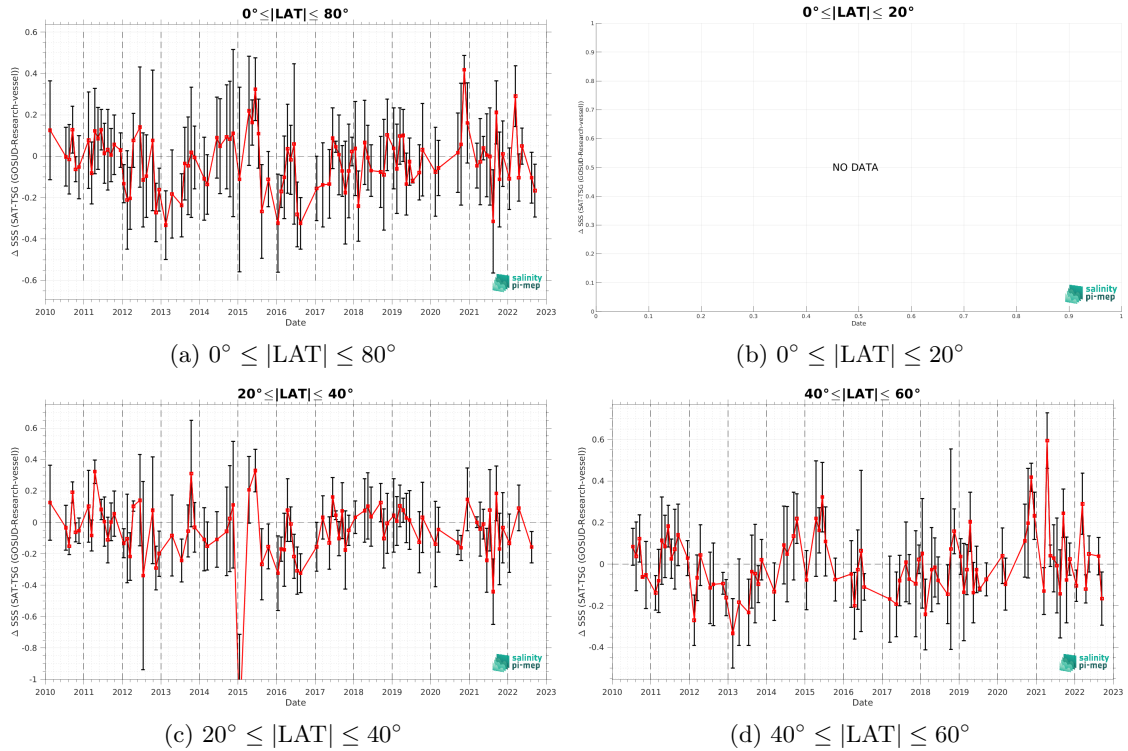 0°≤|LAT|≤ 80°
Δ SSS (SAT-TSG (GOSUD-Research-vessel))
0.6
0.4
0.2
0
-0.2
-0.4
-0.6
2010 2011 2012 2013 2014 2015 2016 2017 2018 2019 2020 2021 2022 2023
Date
salinity
pi-mep
(a) 0° ≤ |LAT| ≤ 80°
0°≤|LAT|≤ 20°
Δ SSS (SAT-TSG (GOSUD-Research-vessel))
1
0.9
0.8
0.7
0.6
0.5
0.4
0.3
0.2
0.1
0
NO DATA
0 0.1 0.2 0.3 0.4 0.5 0.6 0.7 0.8 0.9 1
Date
salinity
pi-mep
(b) 0° ≤ |LAT| ≤ 20°
20°≤|LAT|≤ 40°
Δ SSS (SAT-TSG (GOSUD-Research-vessel))
0.6
0.4
0.2
0
-0.2
-0.4
-0.6
-0.8
-1
2010 2011 2012 2013 2014 2015 2016 2017 2018 2019 2020 2021 2022 2023
Date
salinity
pi-mep
(c) 20° ≤ |LAT| ≤ 40°
40°≤|LAT|≤ 60°
Δ SSS (SAT-TSG (GOSUD-Research-vessel))
0.6
0.4
0.2
0
-0.2
-0.4
2010 2011 2012 2013 2014 2015 2016 2017 2018 2019 2020 2021 2022 2023
Date
salinity
pi-mep
(d) 40° ≤ |LAT| ≤ 60°